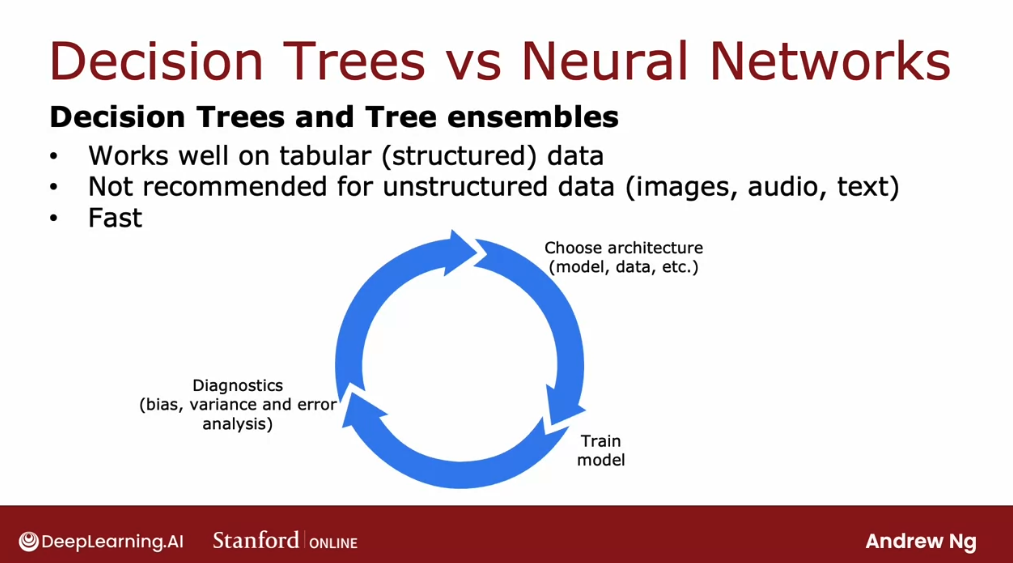 Decision Trees vs Neural Networks
Decision Trees and Tree ensembles
• Works well on tabular (structured) data
• Not recommended for unstructured data (images, audio, text)
• Fast
Choose architecture
(model, data, etc.)
Train
model
Diagnostics
(bias, variance and error
analysis)
DeepLearning.AI
Stanford ONLINE
Andrew Ng